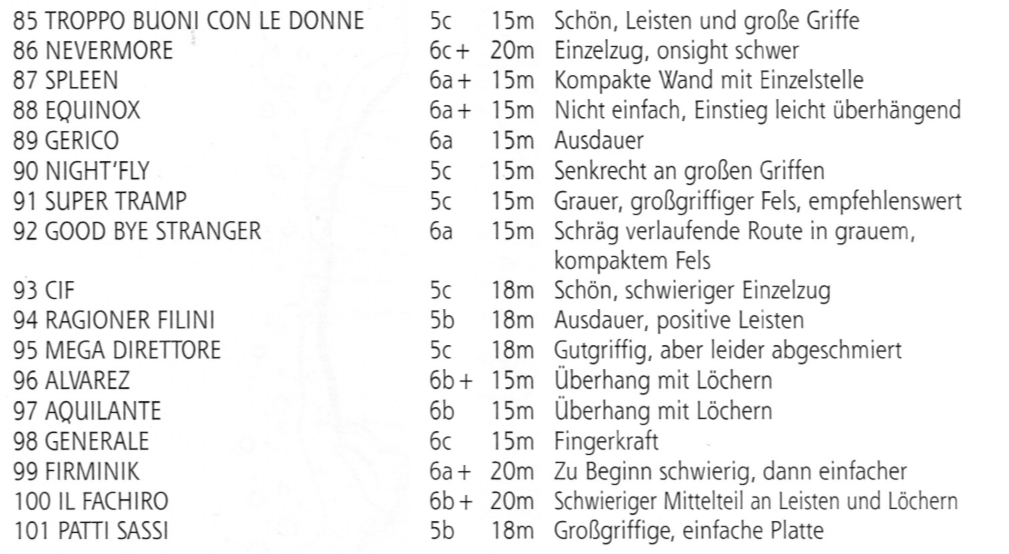 85 TROPPO BUONI CON LE DONNE 5c 15m Schön, Leisten und große Griffe
86 NEVERMORE 6c+ 20m Einzelzug, onsight schwer
87 SPLEEN 6a+ 15m Kompakte Wand mit Einzelstelle
88 EQUINOX 6a+ 15m Nicht einfach, Einstieg leicht überhängend
89 GERICO 6a 15m Ausdauer
90 NIGHT'FLY 5c 15m Senkrecht an großen Griffen
91 SUPER TRAMP 5c 15m Grauer, großgriffiger Fels, empfehlenswert
92 GOOD BYE STRANGER 6a 15m Schräg verlaufende Route in grauem,
kompaktem Fels
93 CIF 5c 18m Schön, schwieriger Einzelzug
94 RAGIONER FILINI 5b 18m Ausdauer, positive Leisten
95 MEGA DIRETTORE 5c 18m Gutgriffig, aber leider abgeschmiert
96 ALVAREZ 6b+ 15m Überhang mit Löchern
97 AQUILANTE 6b 15m Überhang mit Löchern
98 GENERALE 6c 15m Fingerkraft
99 FIRMINIK 6a+ 20m Zu Beginn schwierig, dann einfacher
100 IL FACHIRO 6b+ 20m Schwieriger Mittelteil an Leisten und Löchern
101 PATTI SASSI 5b 18m Großgriffige, einfache Platte